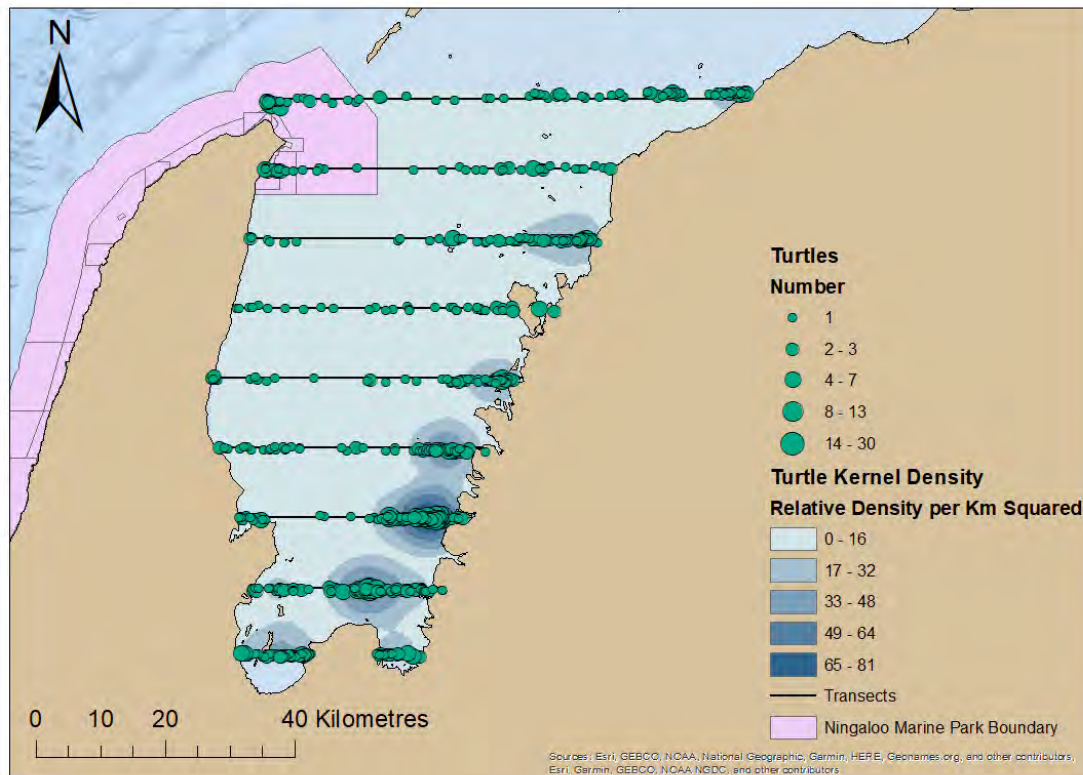 N
Turtles
Number
1
2 - 3
4 - 7
8 - 13
14 - 30
Turtle Kernel Density
Relative Density per Km Squared
0 - 16
17 - 32
33 - 48
49 - 64
65 - 81
Transects
Ningaloo Marine Park Boundary
0 10 20 40 Kilometres
Sources: Esri, GEBCO, NOAA, National Geographic, Garmin, HERE, Geonames.org, and other contributors,
Esri, Garmin, GEBCO, NOAA NGDC, and other contributors